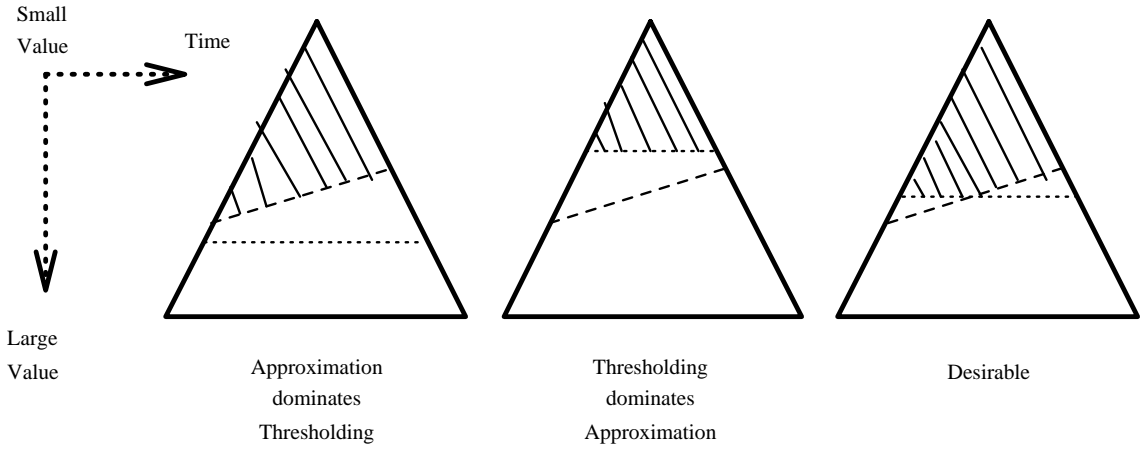 Small
Value
Time
Large
Value
Approximation
dominates
Thresholding
Thresholding
dominates
Approximation
Desirable